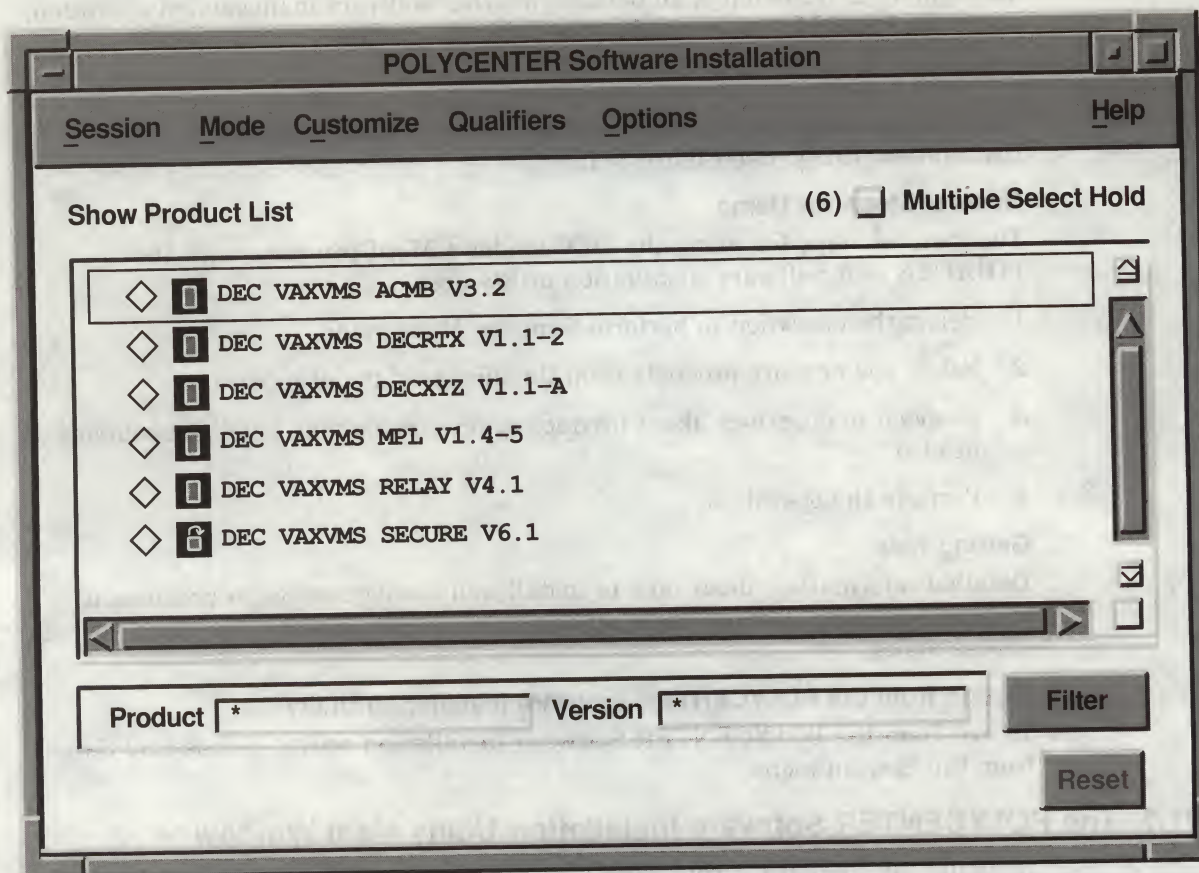 POLYCENTER Software Installation
Session Mode Customize Qualifiers Options Help
Show Product List (6) Multiple Select Hold
DEC VAXVMS ACMB V3.2
DEC VAXVMS DECRTX V1.1-2
DEC VAXVMS DECXYZ V1.1-A
DEC VAXVMS MPL V1.4-5
DEC VAXVMS RELAY V4.1
DEC VAXVMS SECURE V6.1
Product * Version * Filter
Reset